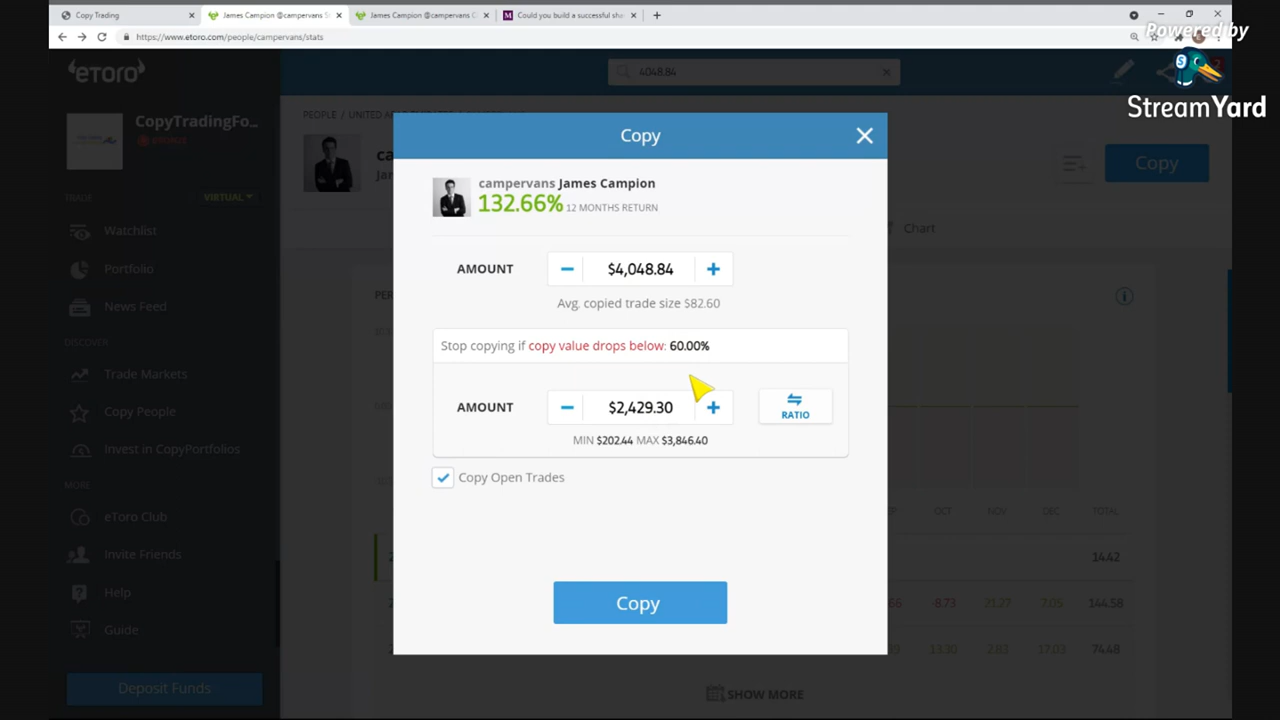 Copy Trading
James Campion @campervans S
James Campion @campervans
Could you build a successful sh
https://www.etoro.com/people/campervans/stats
Powered by
StreamYard
eToro
4048.84
CopyTradingFo...
PEOPLE /
Copy
campervans James Campion
132.66% 12 MONTHS RETURN
Copy
TRADE
VIRTUAL
Watchlist
Portfolio
News Feed
DISCOVER
Trade Markets
Copy People
Invest in CopyPortfolios
MORE
eToro Club
Invite Friends
Help
Guide
Deposit Funds
Chart
AMOUNT
$4,048.84
Avg. copied trade size $82.60
Stop copying if copy value drops below: 60.00%
AMOUNT
$2,429.30
RATIO
MIN $202.44 MAX $3,846.40
Copy Open Trades
Copy
OCT NOV DEC TOTAL
14.42
-8.73 21.27 7.05 144.58
13.30 2.83 17.03 74.48
SHOW MORE